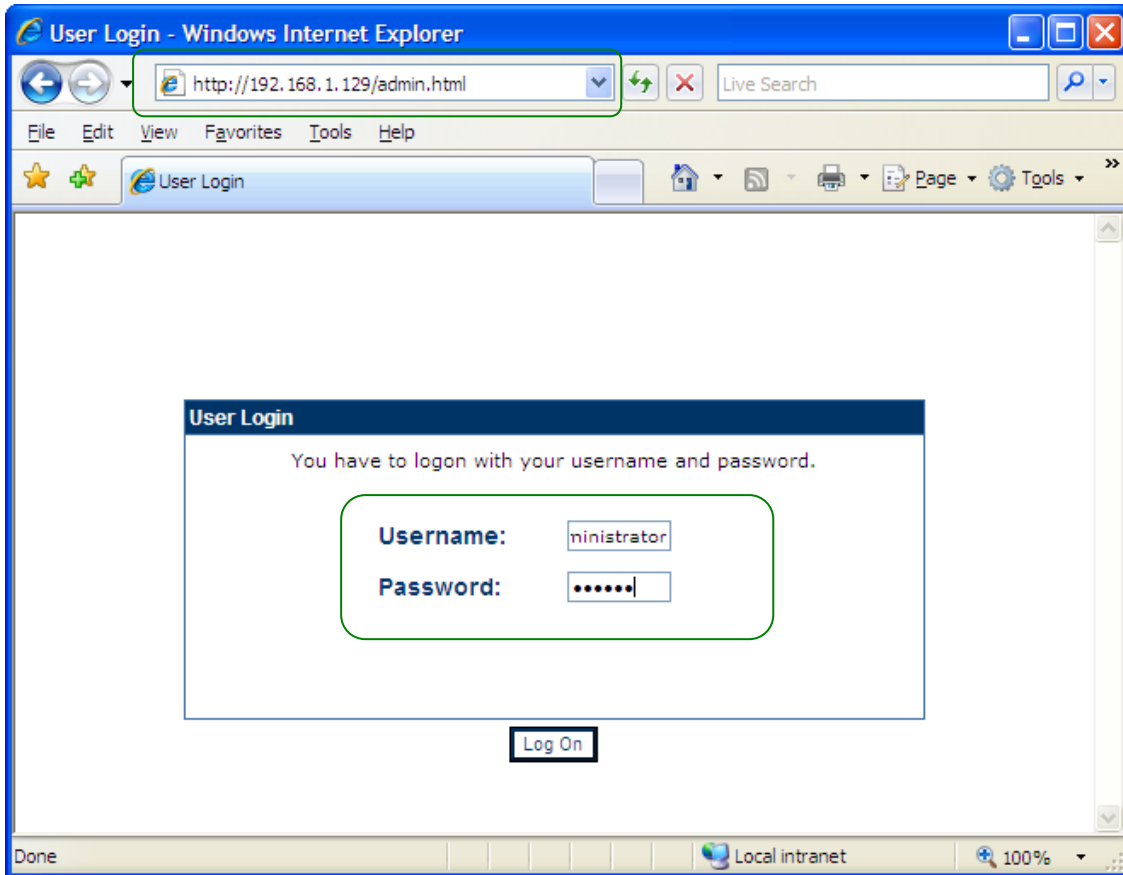 User Login - Windows Internet Explorer
http://192.168.1.129/admin.html
Live Search
File Edit View Favorites Tools Help
User Login
Page Tools »
User Login
You have to logon with your username and password.
Username: ninistrator
Password: ••••••
Log On
Done Local intranet 100%